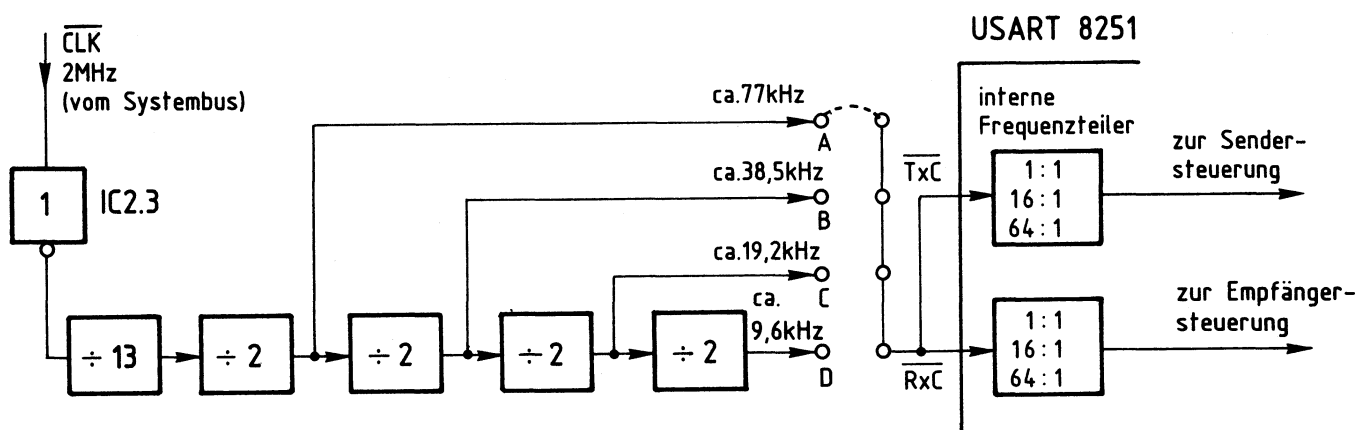 USART 8251
CLK
2MHz
(vom Systembus)
1
IC2.3
÷ 13
÷ 2
÷ 2
÷ 2
÷ 2
ca.77kHz
A
ca.38,5kHz
B
ca.19,2kHz
C
ca.
9,6kHz
D
TxC
RxC
interne
Frequenzteiler
1 : 1
16 : 1
64 : 1
zur Sender-
steuerung
1 : 1
16 : 1
64 : 1
zur Empfänger-
steuerung